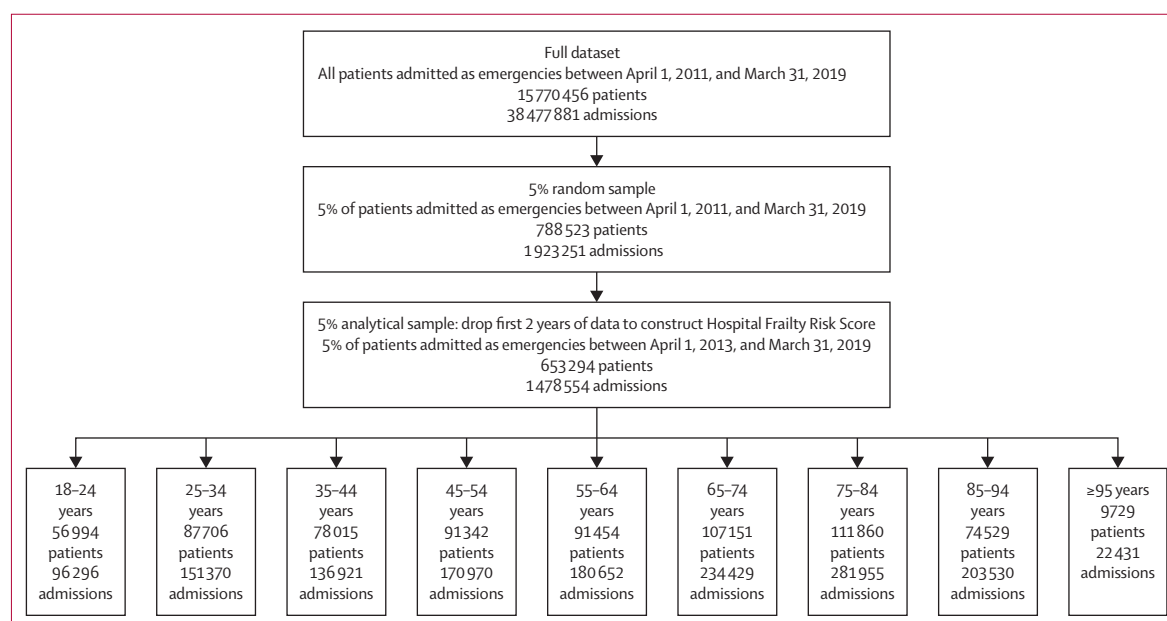 Full dataset
All patients admitted as emergencies between April 1, 2011, and March 31, 2019
15 770 456 patients
38 477 881 admissions
5% random sample
5% of patients admitted as emergencies between April 1, 2011, and March 31, 2019
788 523 patients
1 923 251 admissions
5% analytical sample: drop first 2 years of data to construct Hospital Frailty Risk Score
5% of patients admitted as emergencies between April 1, 2013, and March 31, 2019
653 294 patients
1 478 554 admissions
18–24
years
56 994
patients
96 296
admissions
25–34
years
87 706
patients
151 370
admissions
35–44
years
78 015
patients
136 921
admissions
45–54
years
91 342
patients
170 970
admissions
55–64
years
91 454
patients
180 652
admissions
65–74
years
107 151
patients
234 429
admissions
75–84
years
111 860
patients
281 955
admissions
85–94
years
74 529
patients
203 530
admissions
≥95 years
9729
patients
22 431
admissions